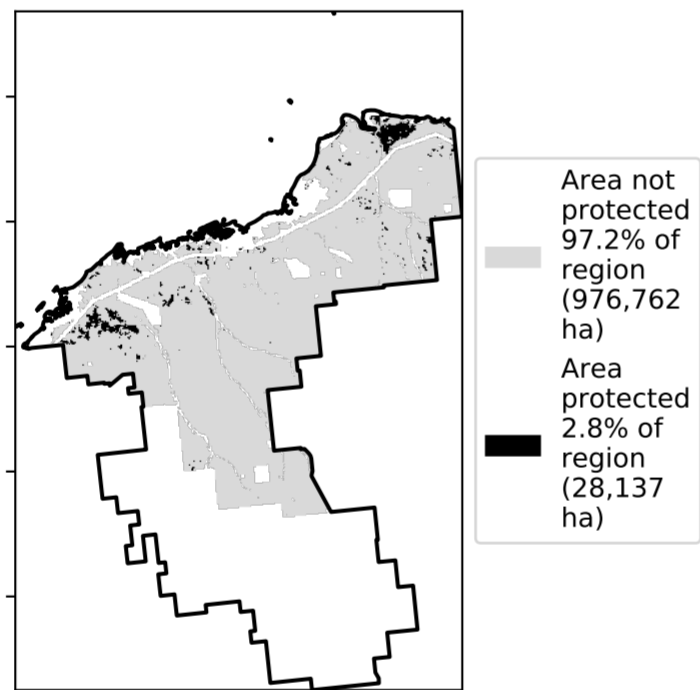 Area not
protected
97.2% of
region
(976,762
ha)
Area
protected
2.8% of
region
(28,137
ha)